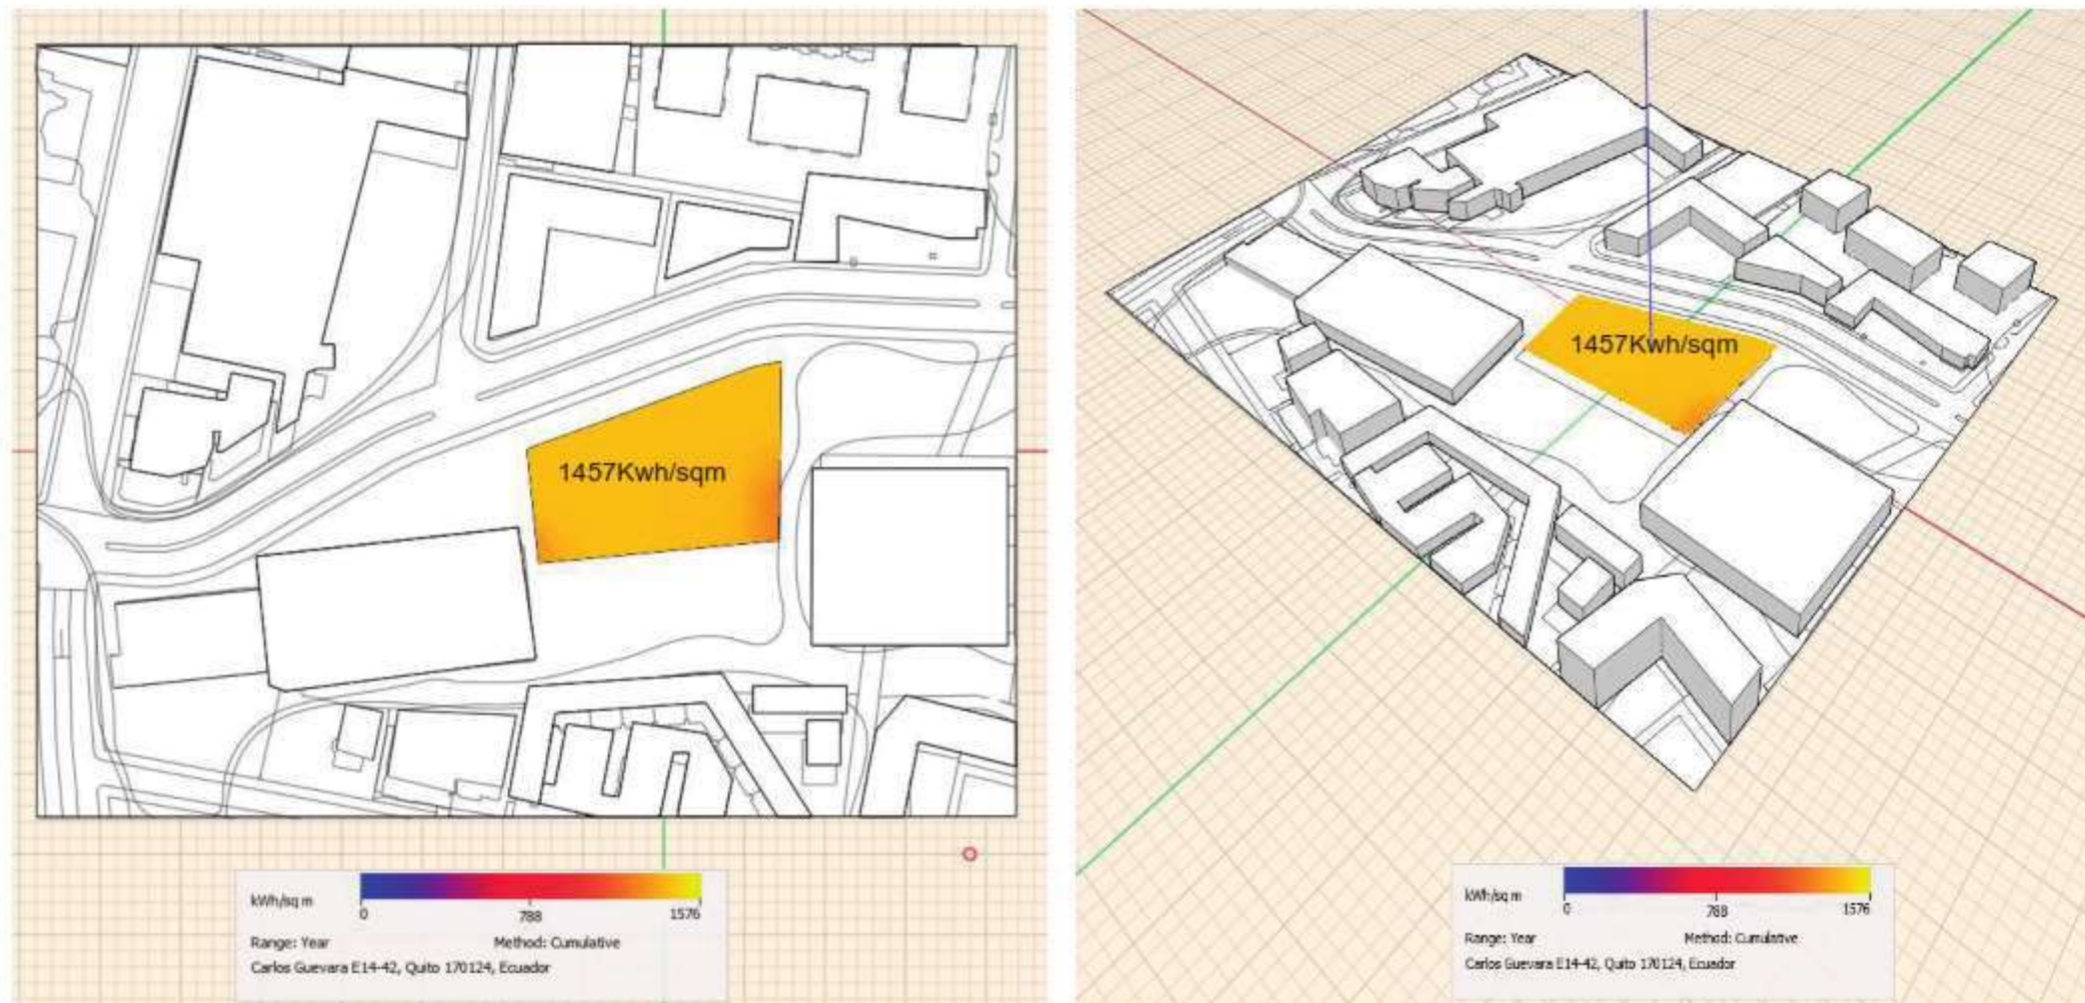 1457Kwh/sqm
kWh/sq m
0 788 1576
Range: Year Method: Cumulative
Carlos Guevara E14-42, Quito 170124, Ecuador
1457Kwh/sqm
kWh/sq m
0 788 1576
Range: Year Method: Cumulative
Carlos Guevara E14-42, Quito 170124, Ecuador